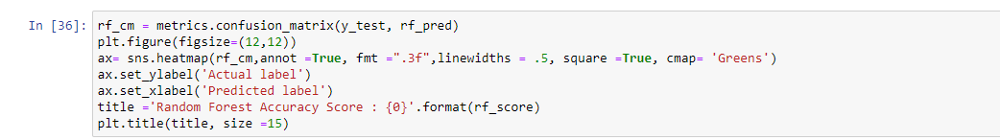 In [36]: rf_cm = metrics.confusion_matrix(y_test, rf_pred)
plt.figure(figsize=(12,12))
ax= sns.heatmap(rf_cm,annot =True, fmt =".3f",linewidths = .5, square =True, cmap= 'Greens')
ax.set_ylabel('Actual label')
ax.set_xlabel('Predicted label')
title ='Random Forest Accuracy Score : {0}'.format(rf_score)
plt.title(title, size =15)